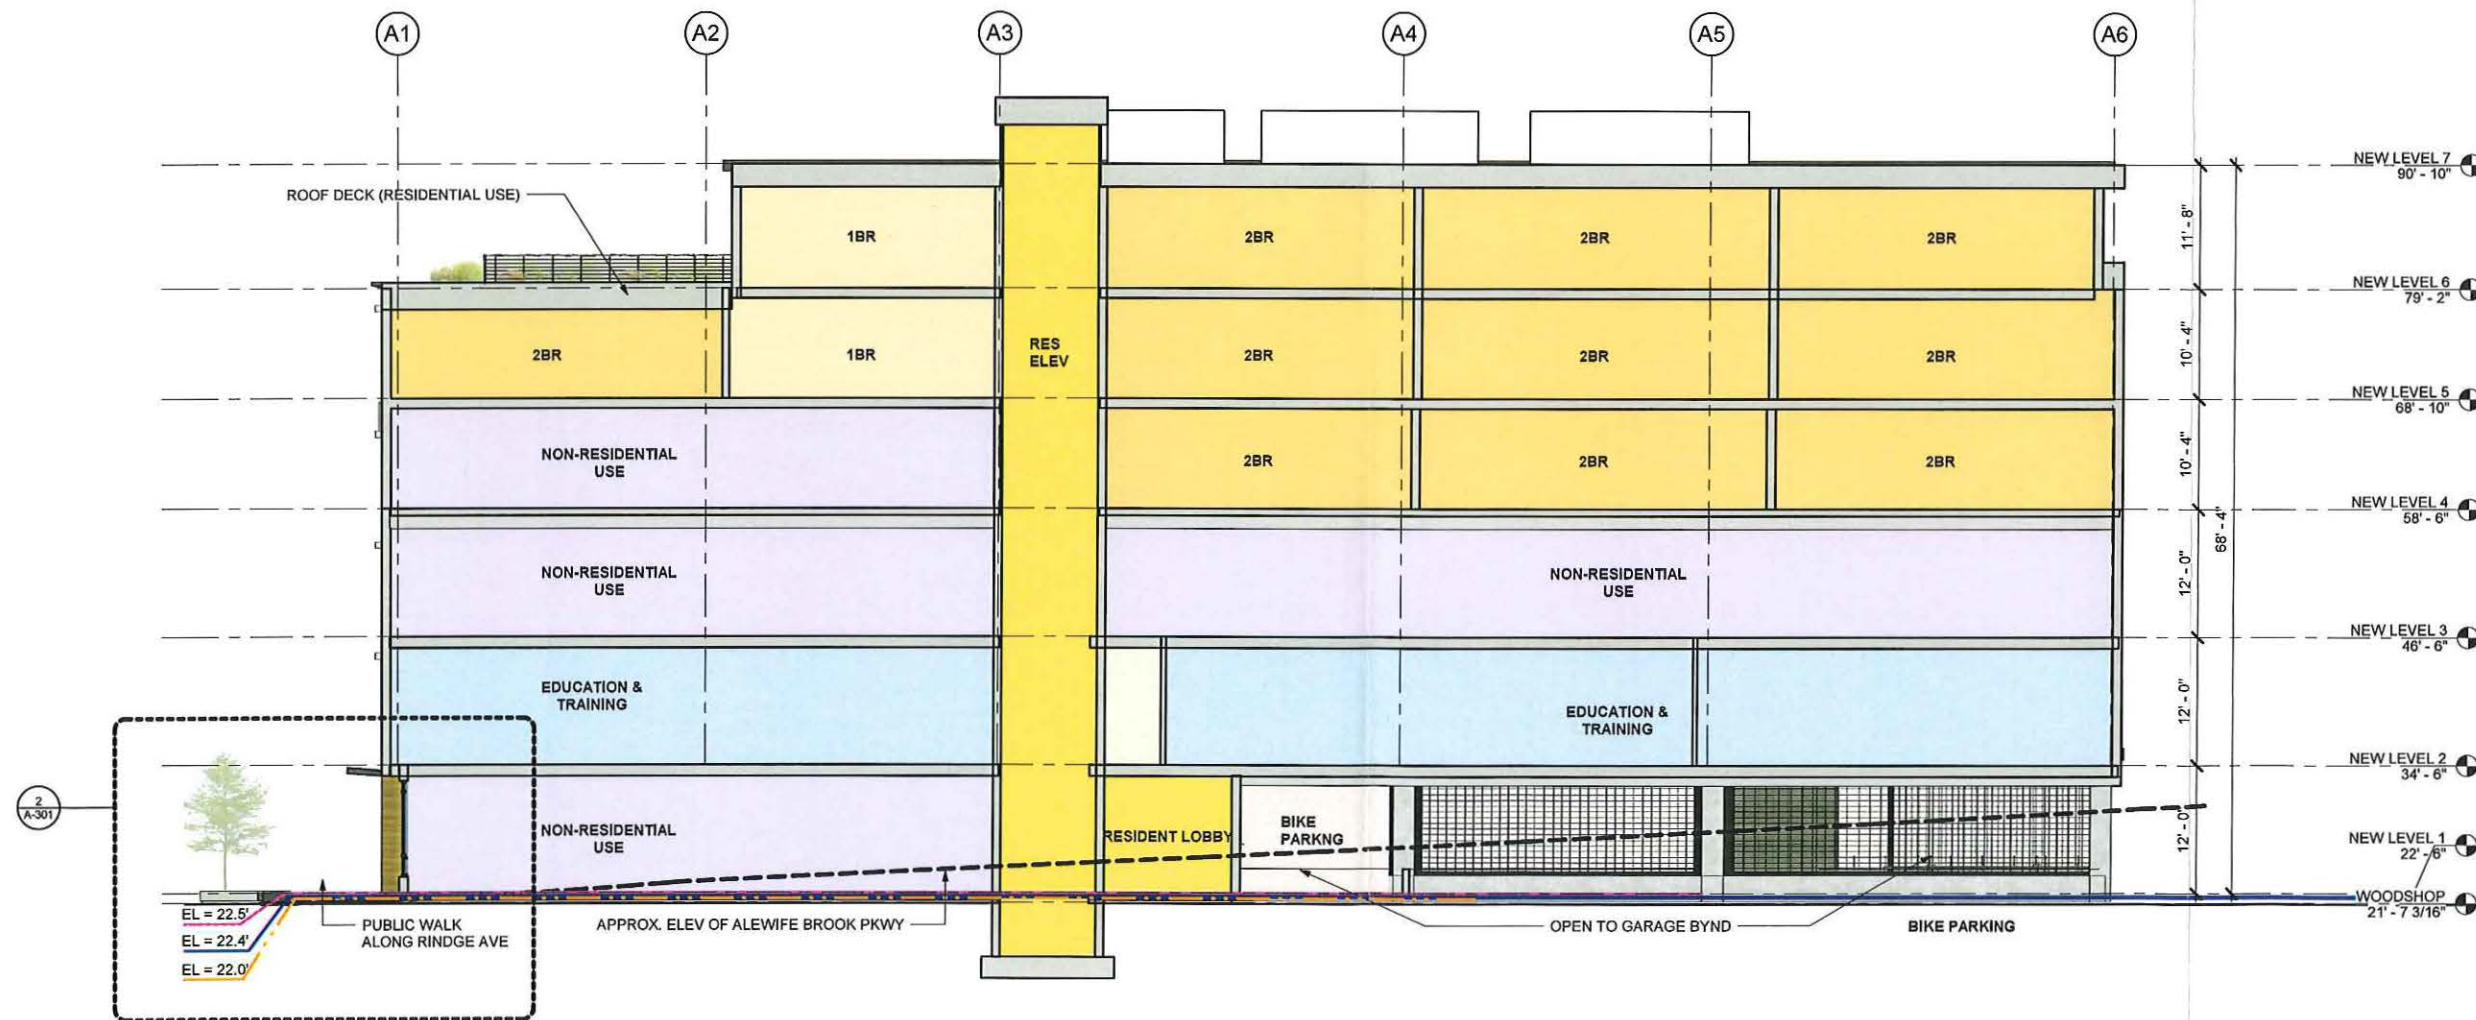 A1
A2
A3
A4
A5
A6
NEW LEVEL 7
90' - 10"
ROOF DECK (RESIDENTIAL USE)
1BR
2BR
2BR
2BR
11' - 8"
NEW LEVEL 6
79' - 2"
2BR
1BR
RES
ELEV
2BR
2BR
2BR
10' - 4"
NEW LEVEL 5
68' - 10"
NON-RESIDENTIAL
USE
2BR
2BR
2BR
10' - 4"
NEW LEVEL 4
58' - 6"
68' - 4"
NON-RESIDENTIAL
USE
NON-RESIDENTIAL
USE
12' - 0"
NEW LEVEL 3
46' - 6"
EDUCATION &
TRAINING
EDUCATION &
TRAINING
12' - 0"
NEW LEVEL 2
34' - 6"
2
A-301
NON-RESIDENTIAL
USE
RESIDENT LOBBY
BIKE
PARKNG
12' - 0"
NEW LEVEL 1
22' - 6"
WOODSHOP
21' - 7 3/16"
EL = 22.5'
EL = 22.4'
EL = 22.0'
PUBLIC WALK
ALONG RINDGE AVE
APPROX. ELEV OF ALEWIFE BROOK PKWY
OPEN TO GARAGE BYND
BIKE PARKING